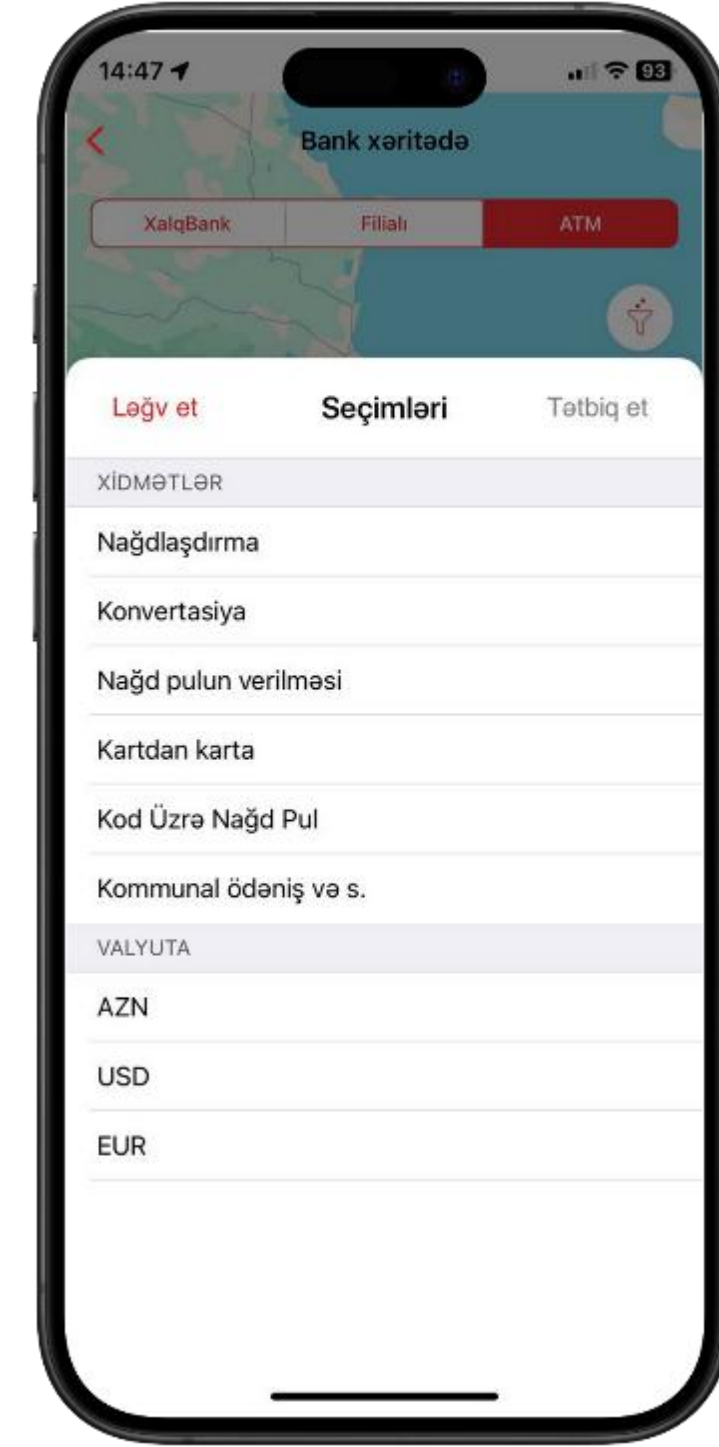 14:47
93
Bank xəritədə
XalqBank Filialı ATM
Ləğv et Seçimləri Tətbiq et
XİDMƏTLƏR
Nağdlaşdırma
Konvertasiya
Nağd pulun verilməsi
Kartdan karta
Kod Üzrə Nağd Pul
Kommunal ödəniş və s.
VALYUTA
AZN
USD
EUR